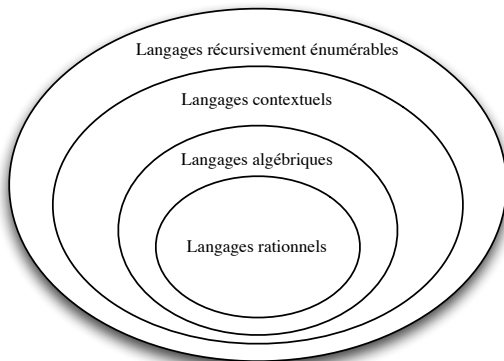 Langages récursivement énumérables
Langages contextuels
Langages algébriques
Langages rationnels